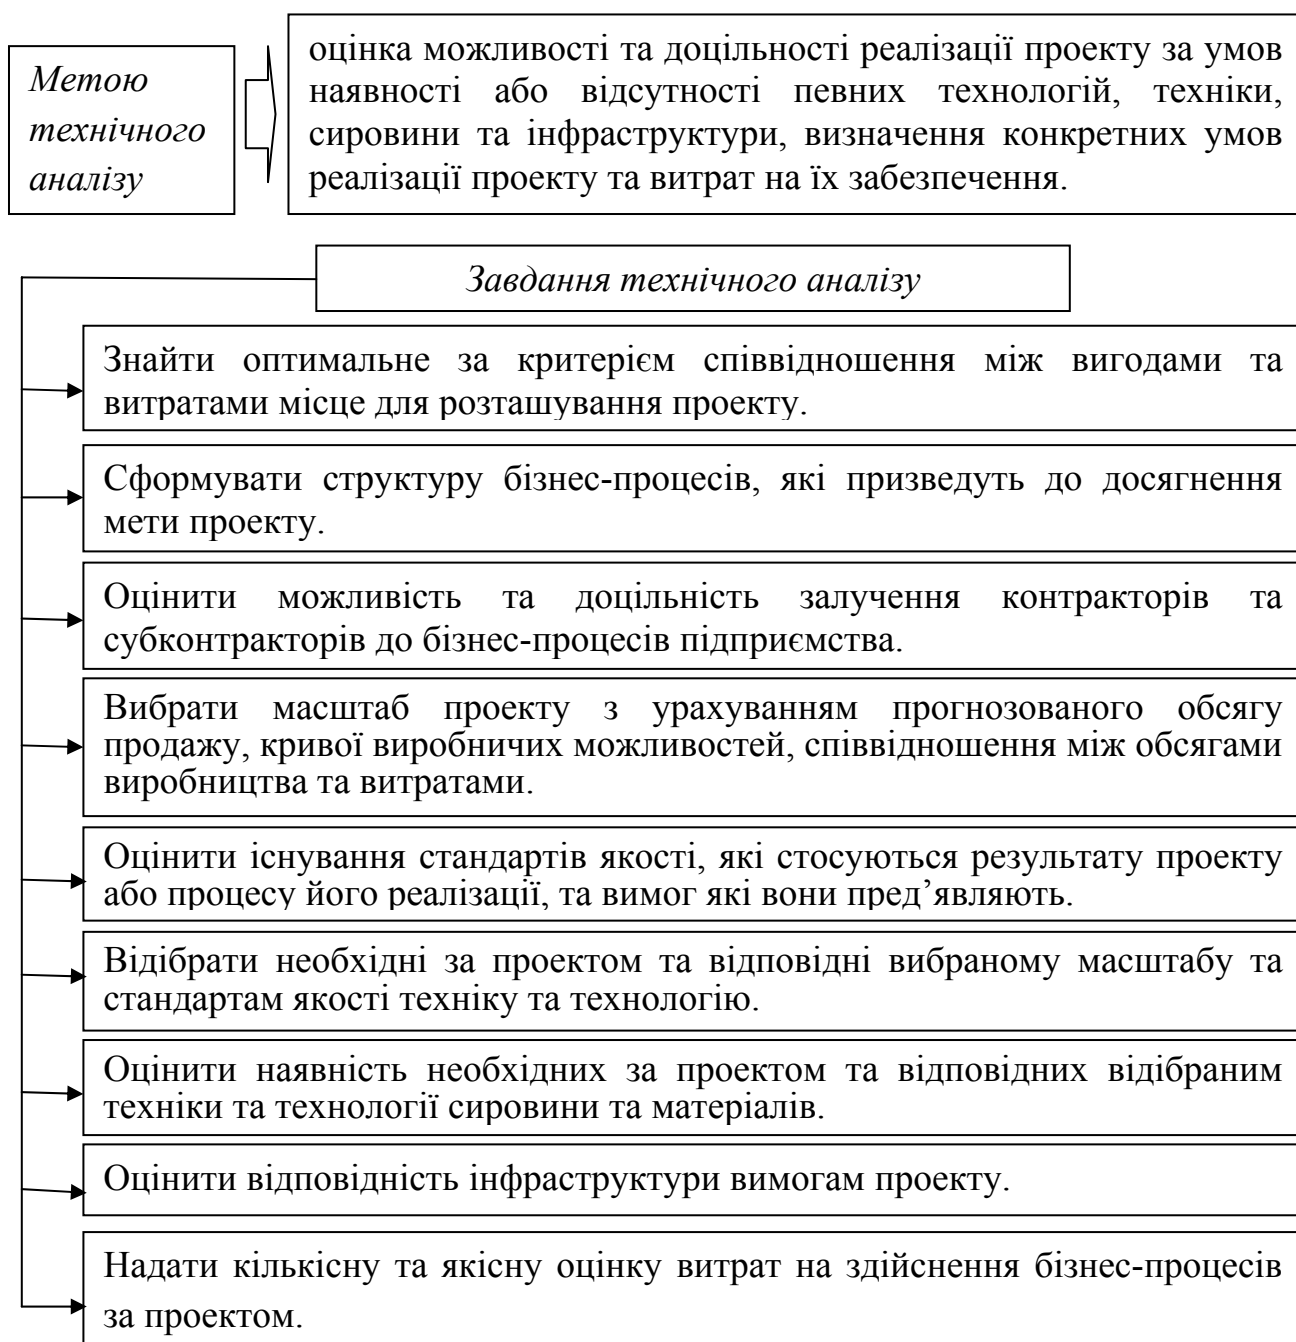 Метою
технічного
аналізу
оцінка можливості та доцільності реалізації проекту за умов
наявності або відсутності певних технологій, техніки,
сировини та інфраструктури, визначення конкретних умов
реалізації проекту та витрат на їх забезпечення.
Завдання технічного аналізу
Знайти оптимальне за критерієм співвідношення між вигодами та
витратами місце для розташування проекту.
Сформувати структуру бізнес-процесів, які призведуть до досягнення
мети проекту.
Оцінити можливість та доцільність залучення контракторів та
субконтракторів до бізнес-процесів підприємства.
Вибрати масштаб проекту з урахуванням прогнозованого обсягу
продажу, кривої виробничих можливостей, співвідношення між обсягами
виробництва та витратами.
Оцінити існування стандартів якості, які стосуються результату проекту
або процесу його реалізації, та вимог які вони пред’являють.
Відібрати необхідні за проектом та відповідні вибраному масштабу та
стандартам якості техніку та технологію.
Оцінити наявність необхідних за проектом та відповідних відібраним
техніки та технології сировини та матеріалів.
Оцінити відповідність інфраструктури вимогам проекту.
Надати кількісну та якісну оцінку витрат на здійснення бізнес-процесів
за проектом.